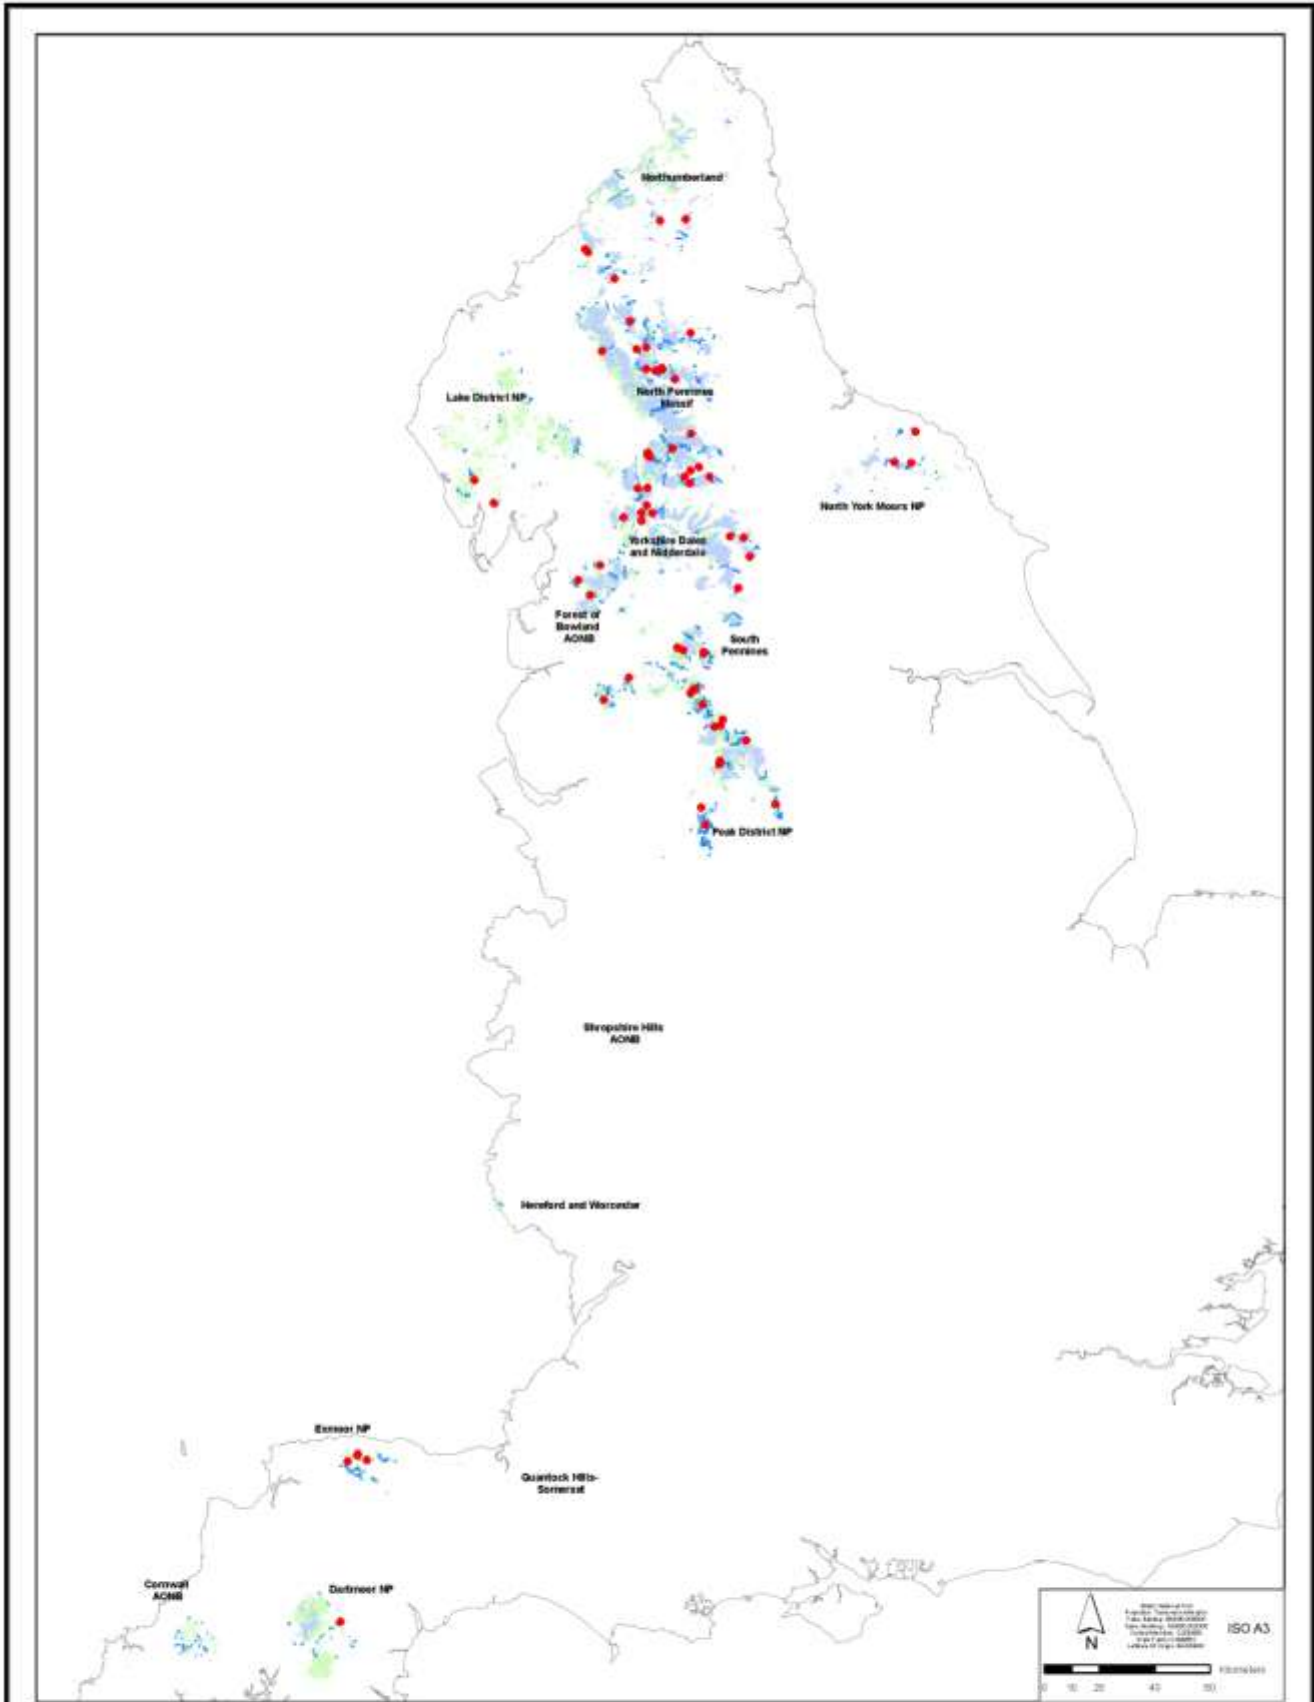 Northumberland
Lake District NP
North Pennines
Massif
North York Moors NP
Yorkshire Dales
and Nidderdale
Forest of
Bowland
AONB
South
Pennines
Peak District NP
Shropshire Hills
AONB
Hereford and Worcester
Exmoor NP
Quantock Hills-
Somerset
Cornwall
AONB
Dartmoor NP
N
ISO A3
Kilometers
0 10 20 40 60